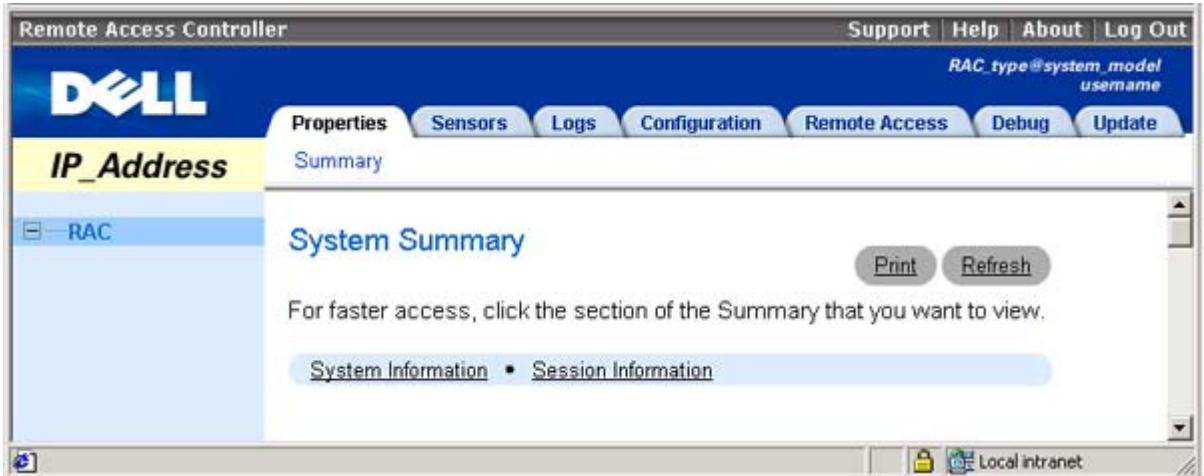 Remote Access Controller
Support | Help | About | Log Out
DELL
RAC_type@system_model
username
Properties Sensors Logs Configuration Remote Access Debug Update
IP_Address
Summary
RAC
System Summary
Print Refresh
For faster access, click the section of the Summary that you want to view.
System Information • Session Information
Local intranet